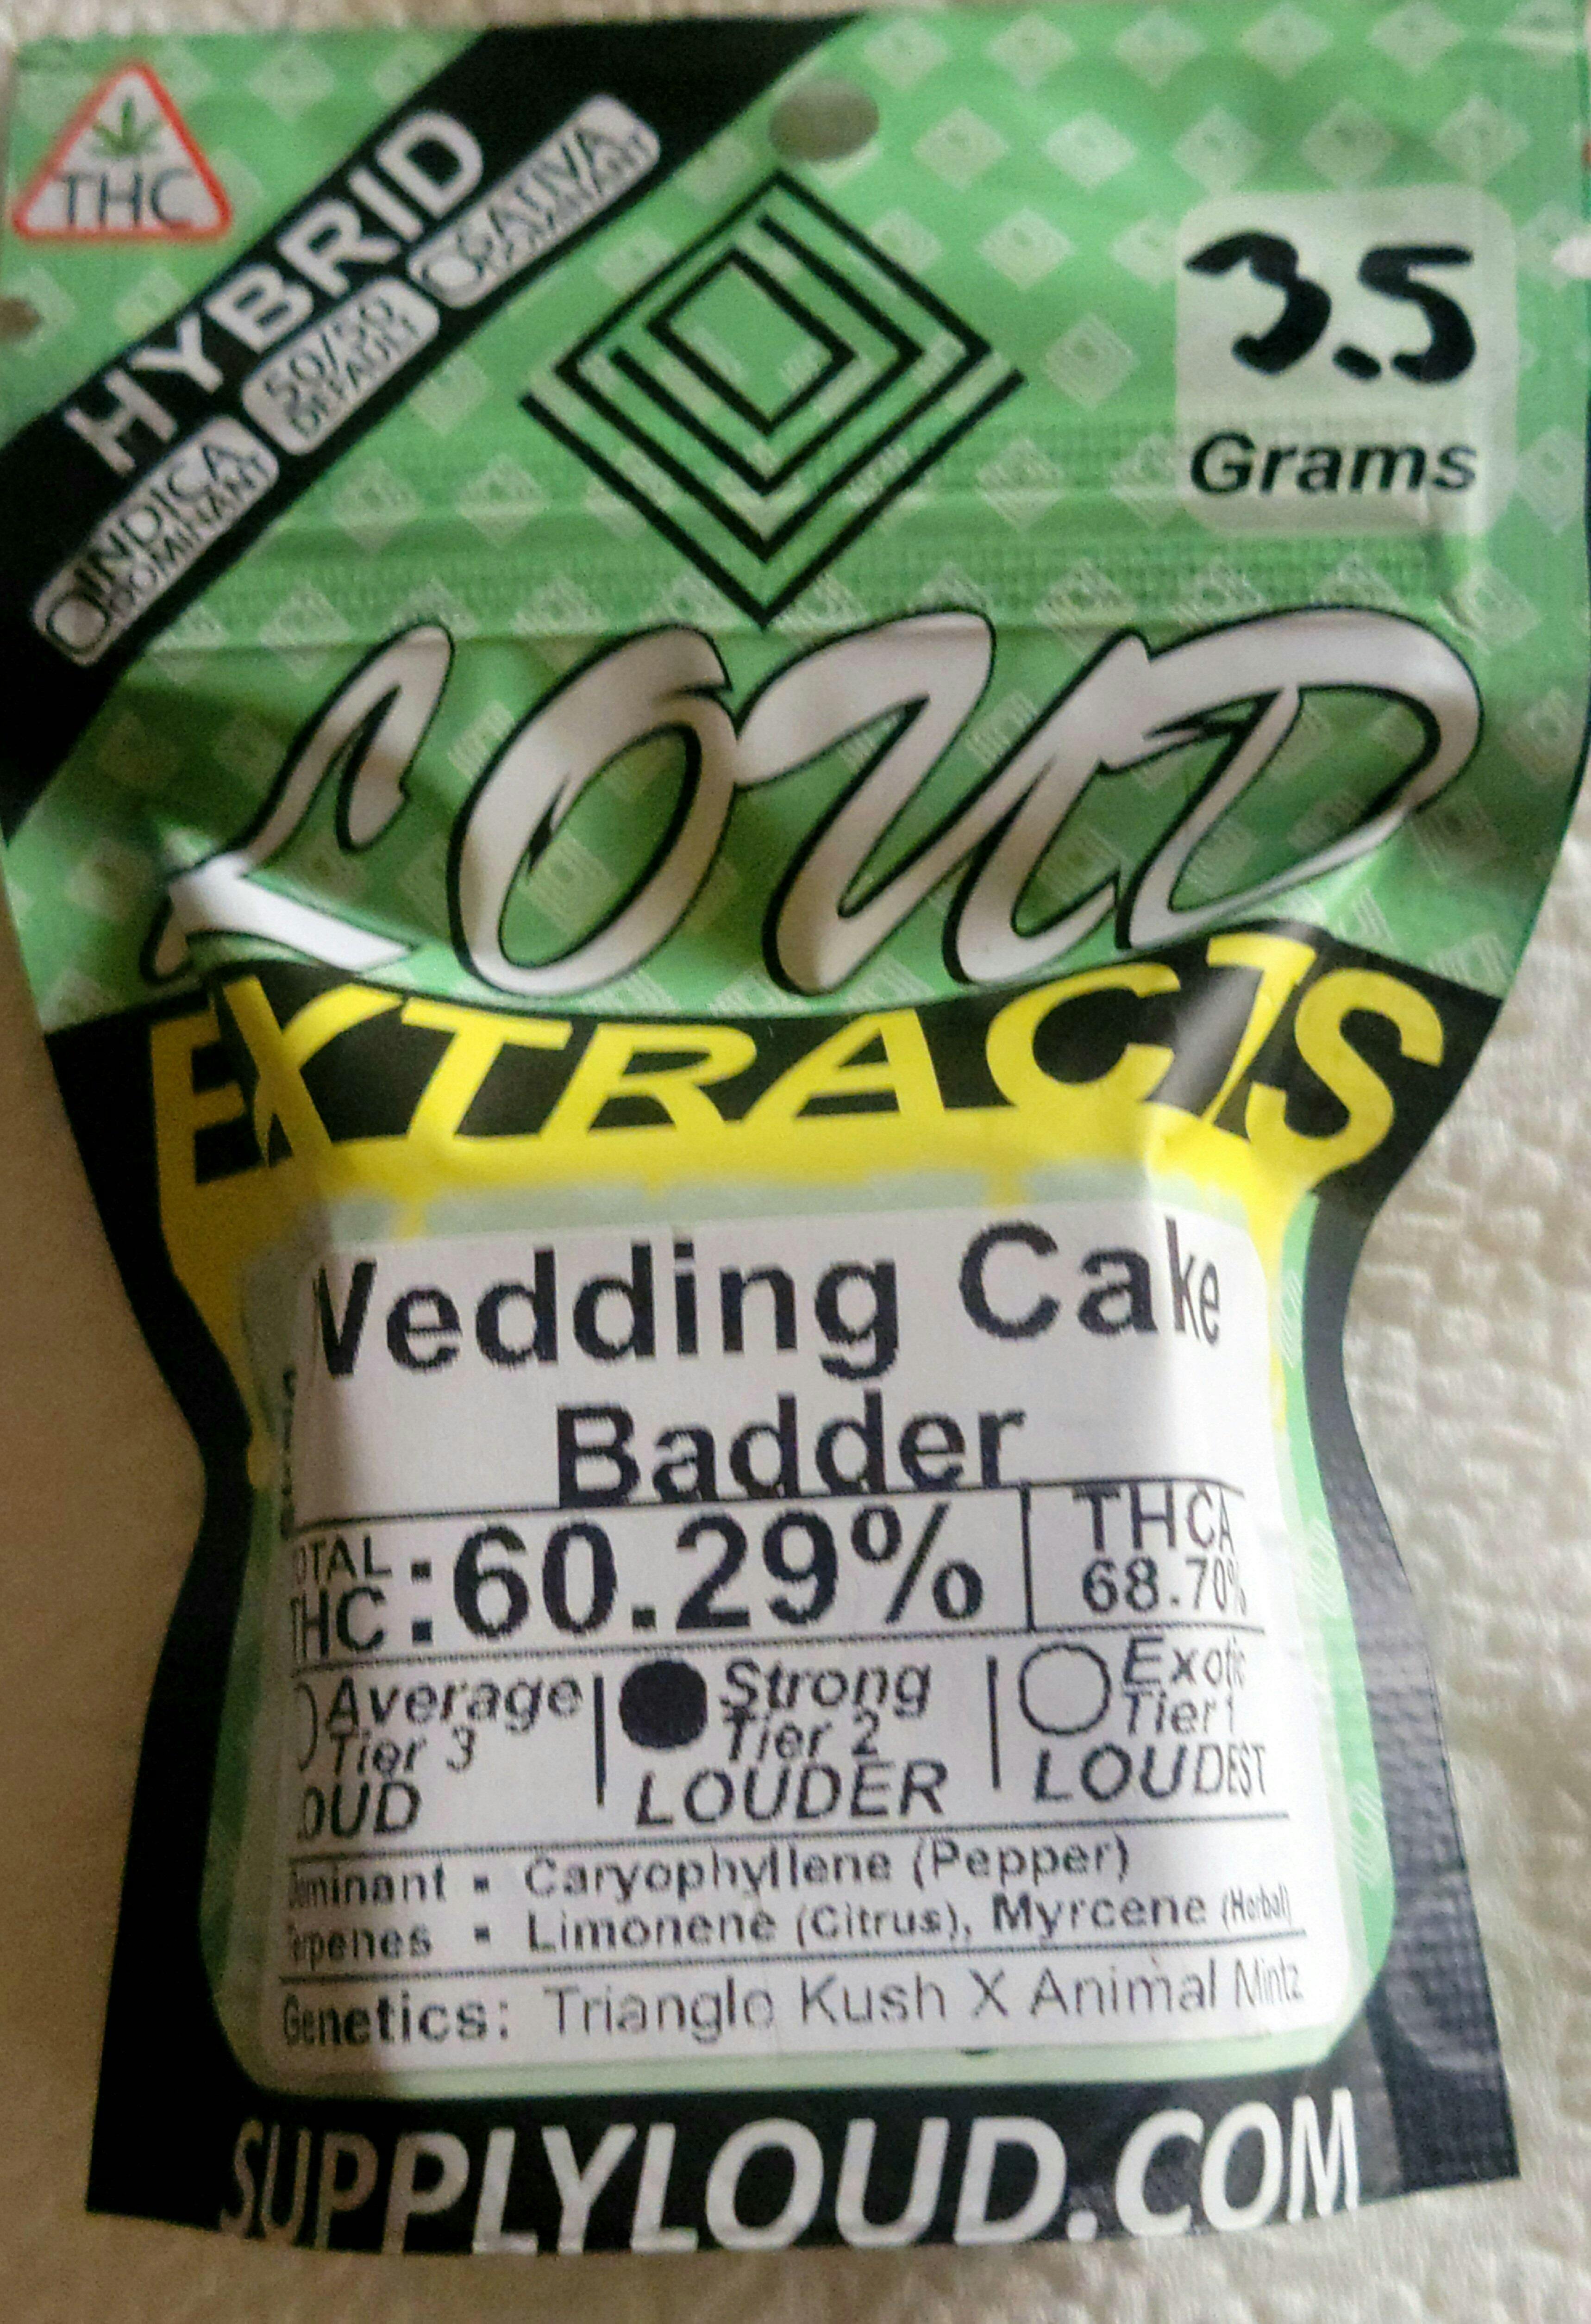 THC
HYBRID
INDICA
DOMINANT
50/50
DEFAULT
SATIVA
DOMINANT
3.5
Grams
LOUD
EXTRACTS
Wedding Cake
Badder
TOTAL
THC:60.29%
THCA
68.70%
Average
Tier 3
LOUD
Strong
Tier 2
LOUDER
Exotic
Tier 1
LOUDEST
Dominant - Caryophyllene (Pepper)
Terpenes - Limonene (Citrus), Myrcene (Herbal)
Genetics: Triangle Kush X Animal Mintz
SUPPLYLOUD.COM